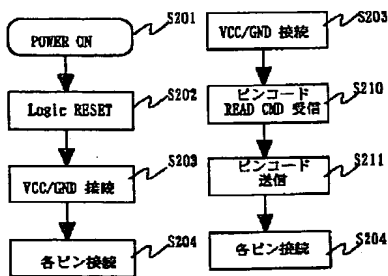 POWER ON
S201
Logic RESET
S202
VCC/GND 接続
S203
各ピン接続
S204
VCC/GND 接続
S203
ピンコード
READ CMD 受信
S210
ピンコード
送信
S211
各ピン接続
S204